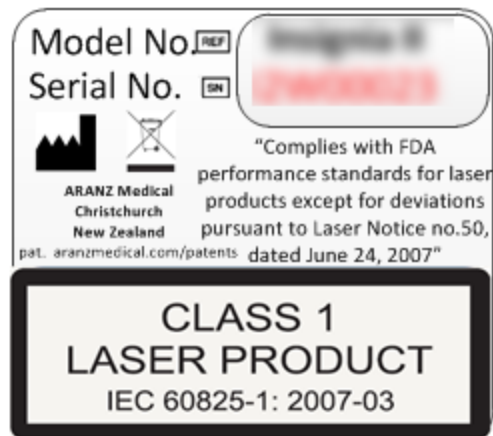 Model No. REF
Serial No. SN
"Complies with FDA
performance standards for laser
products except for deviations
pursuant to Laser Notice no.50,
dated June 24, 2007"
ARANZ Medical
Christchurch
New Zealand
pat. aranzmedical.com/patents
CLASS 1
LASER PRODUCT
IEC 60825-1: 2007-03